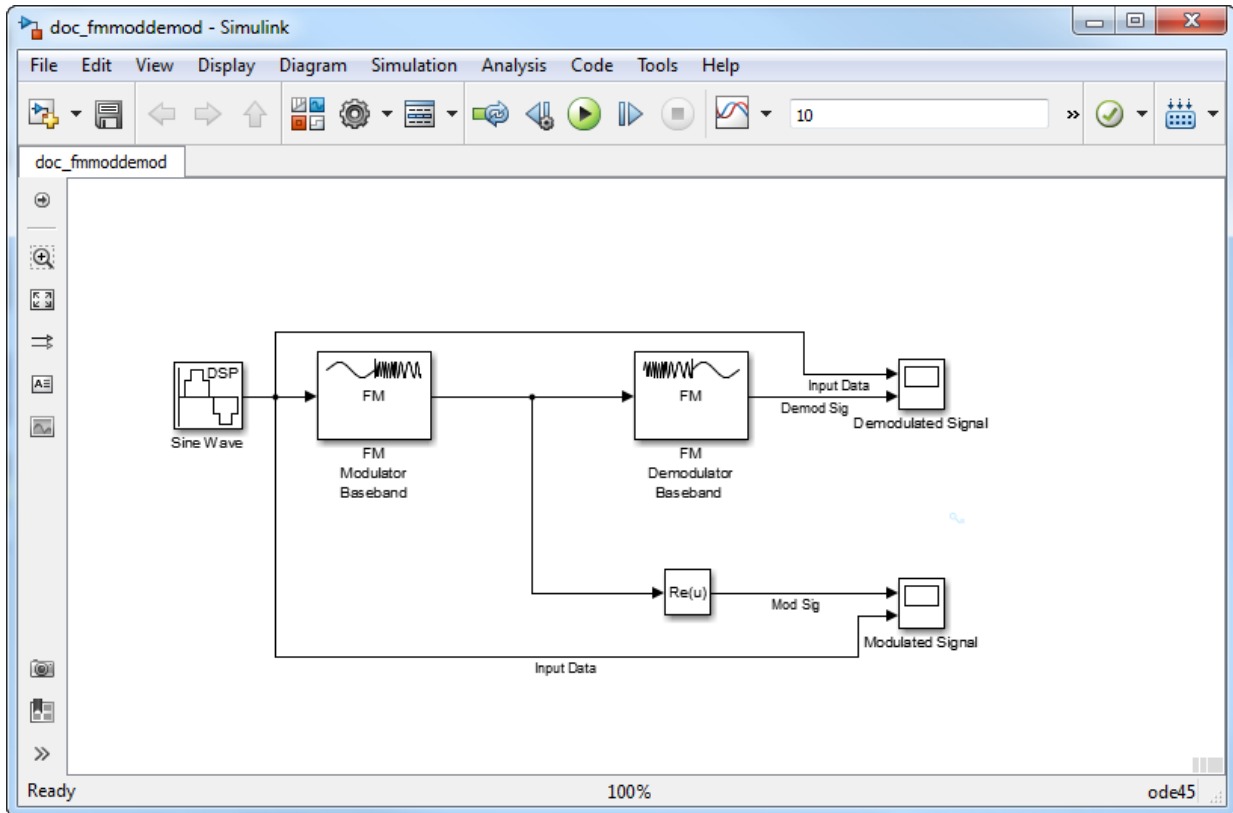 doc_fmmoddemod - Simulink
File Edit View Display Diagram Simulation Analysis Code Tools Help
10
doc_fmmoddemod
DSP
Sine Wave
FM
FM
Modulator
Baseband
FM
FM
Demodulator
Baseband
Input Data
Demod Sig
Demodulated Signal
Re(u)
Mod Sig
Modulated Signal
Input Data
Ready 100% ode45